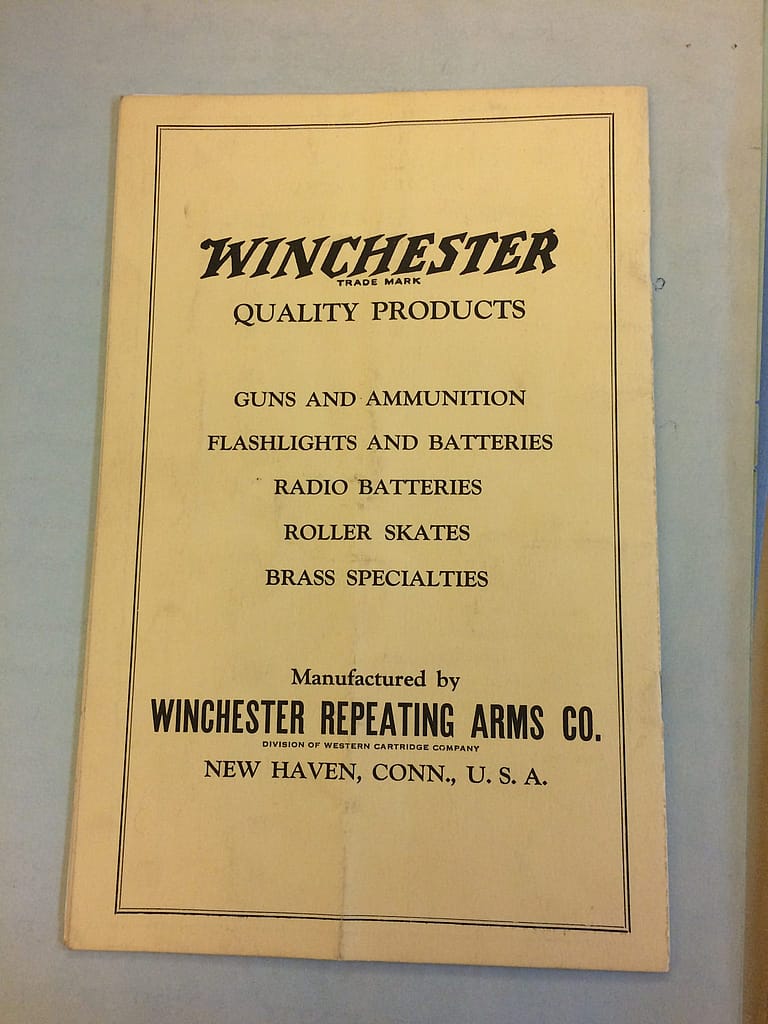 WINCHESTER
TRADE MARK
QUALITY PRODUCTS
GUNS AND AMMUNITION
FLASHLIGHTS AND BATTERIES
RADIO BATTERIES
ROLLER SKATES
BRASS SPECIALTIES
Manufactured by
WINCHESTER REPEATING ARMS CO.
DIVISION OF WESTERN CARTRIDGE COMPANY
NEW HAVEN, CONN., U. S. A.